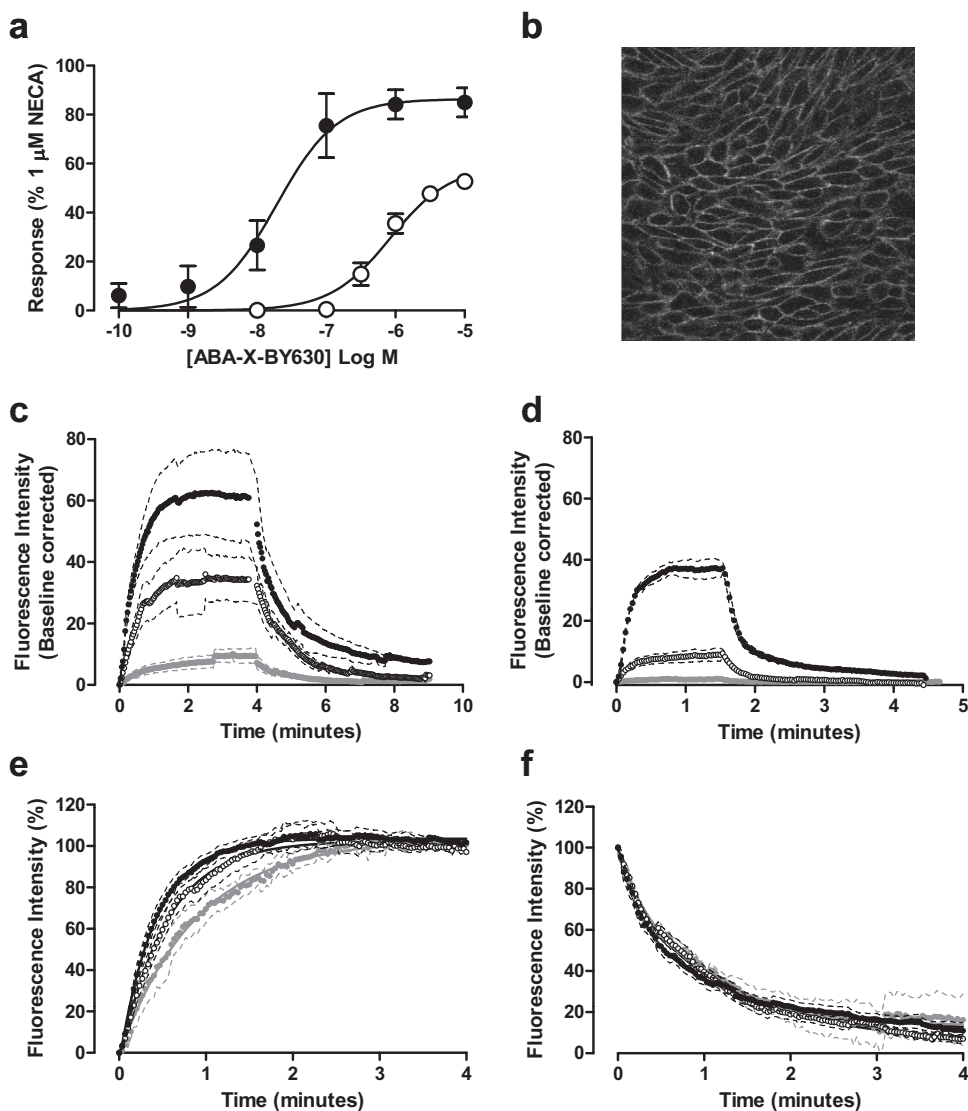 a
b
100
80
60
40
20
0
Response (% 1 μM NECA)
-10 -9 -8 -7 -6 -5
[ABA-X-BY630] Log M
c
d
80
60
40
20
0
Fluorescence Intensity
(Baseline corrected)
0 2 4 6 8 10
Time (minutes)
80
60
40
20
0
Fluorescence Intensity
(Baseline corrected)
0 1 2 3 4 5
Time (minutes)
e
f
120
100
80
60
40
20
0
Fluorescence Intensity (%)
0 1 2 3 4
Time (minutes)
120
100
80
60
40
20
0
Fluorescence Intensity (%)
0 1 2 3 4
Time (minutes)